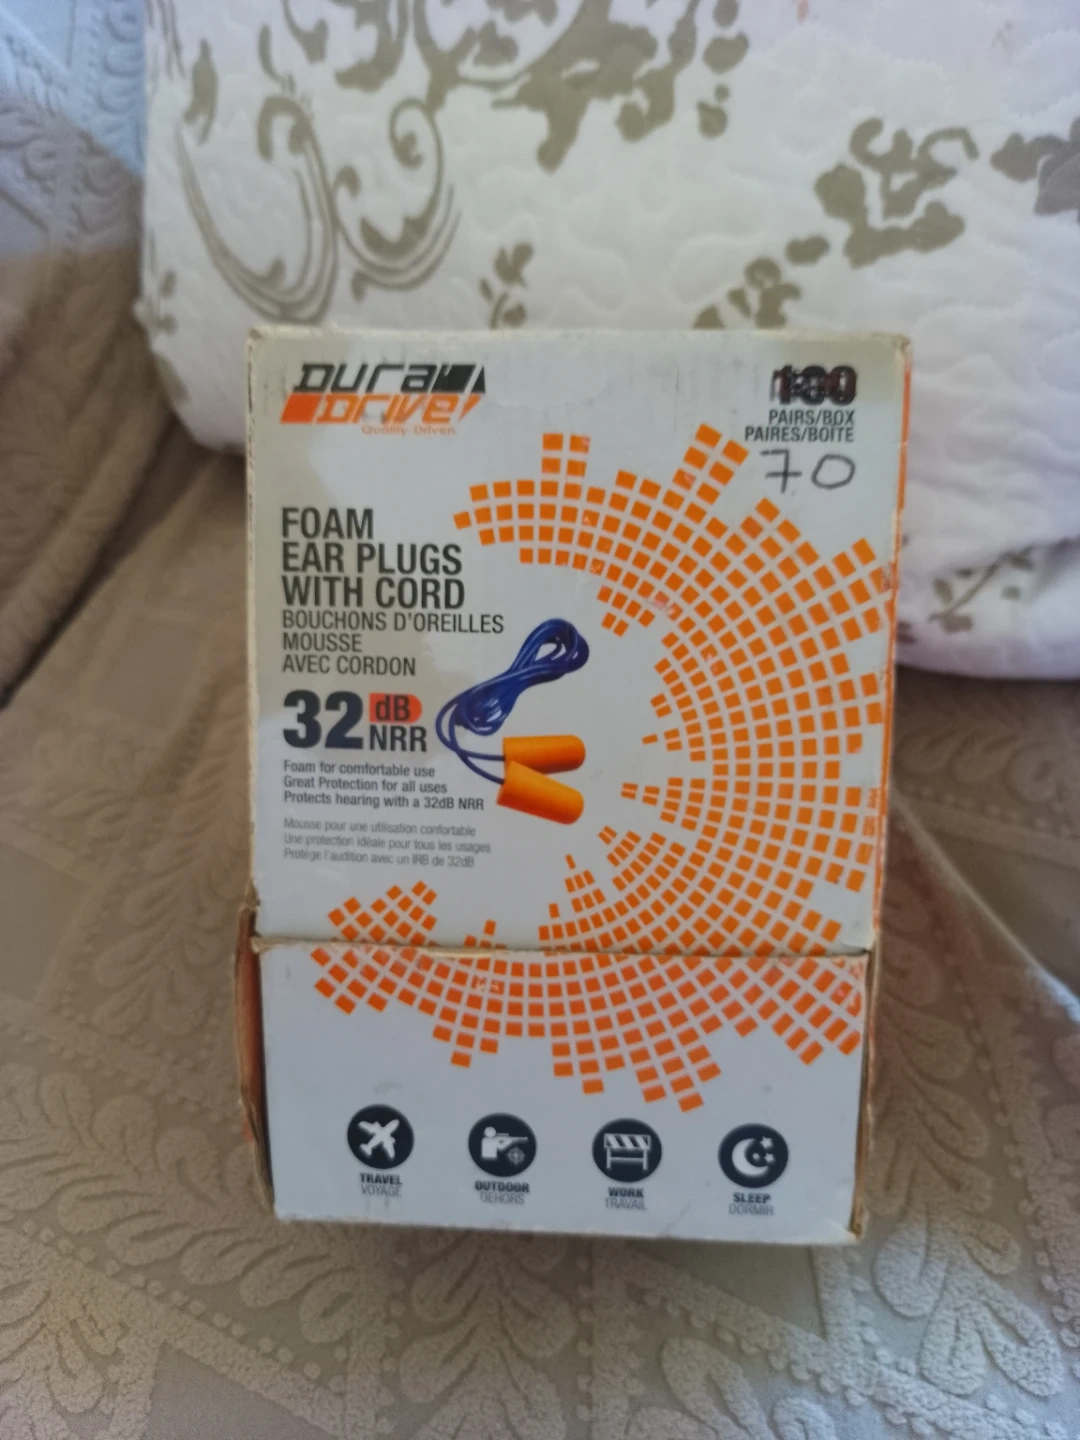 Dura
Drive
Quality-Driven
100
PAIRS/BOX
PAIRES/BOÎTE
70
FOAM
EAR PLUGS
WITH CORD
BOUCHONS D'OREILLES
MOUSSE
AVEC CORDON
32 dB
NRR
Foam for comfortable use
Great Protection for all uses
Protects hearing with a 32dB NRR
Mousse pour une utilisation confortable
Une protection idéale pour tous les usages
Protège l'audition avec un IRB de 32dB
TRAVEL
VOYAGE
OUTDOOR
DEHORS
WORK
TRAVAIL
SLEEP
DORMIR